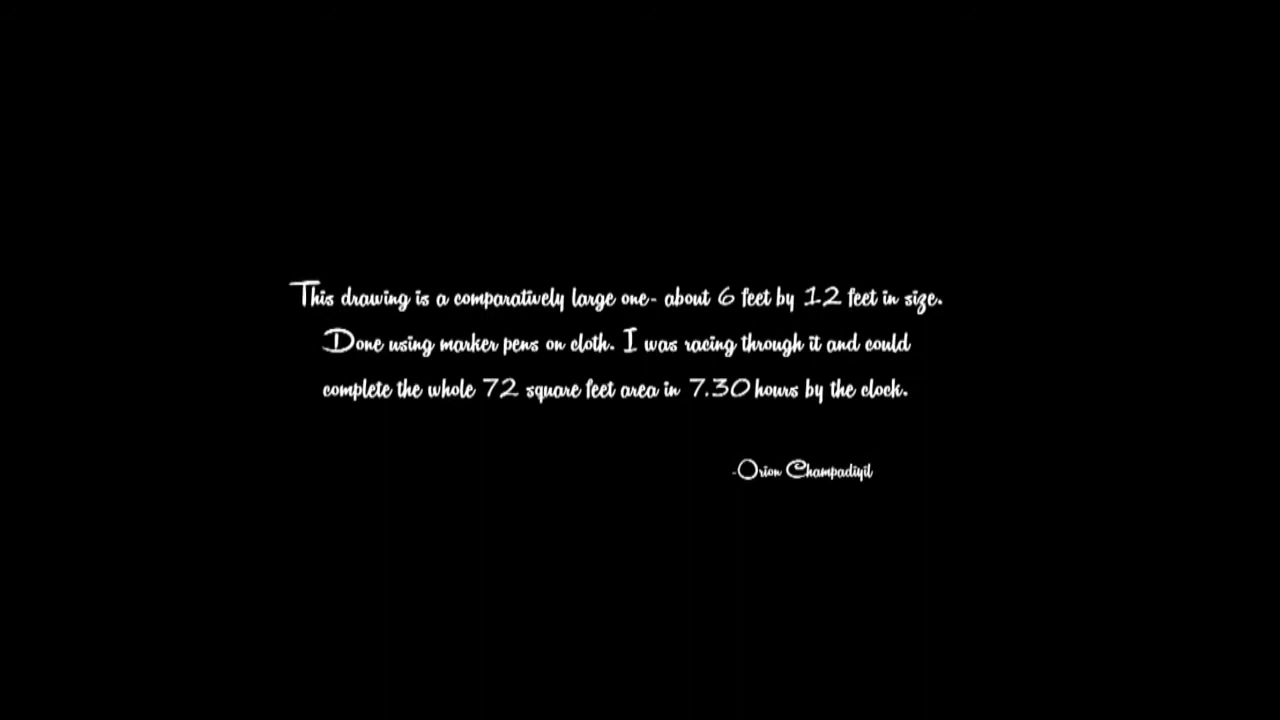 This drawing is a comparatively large one- about 6 feet by 12 feet in size.
Done using marker pens on cloth. I was racing through it and could
complete the whole 72 square feet area in 7.30 hours by the clock.
-Orion Champadiyil